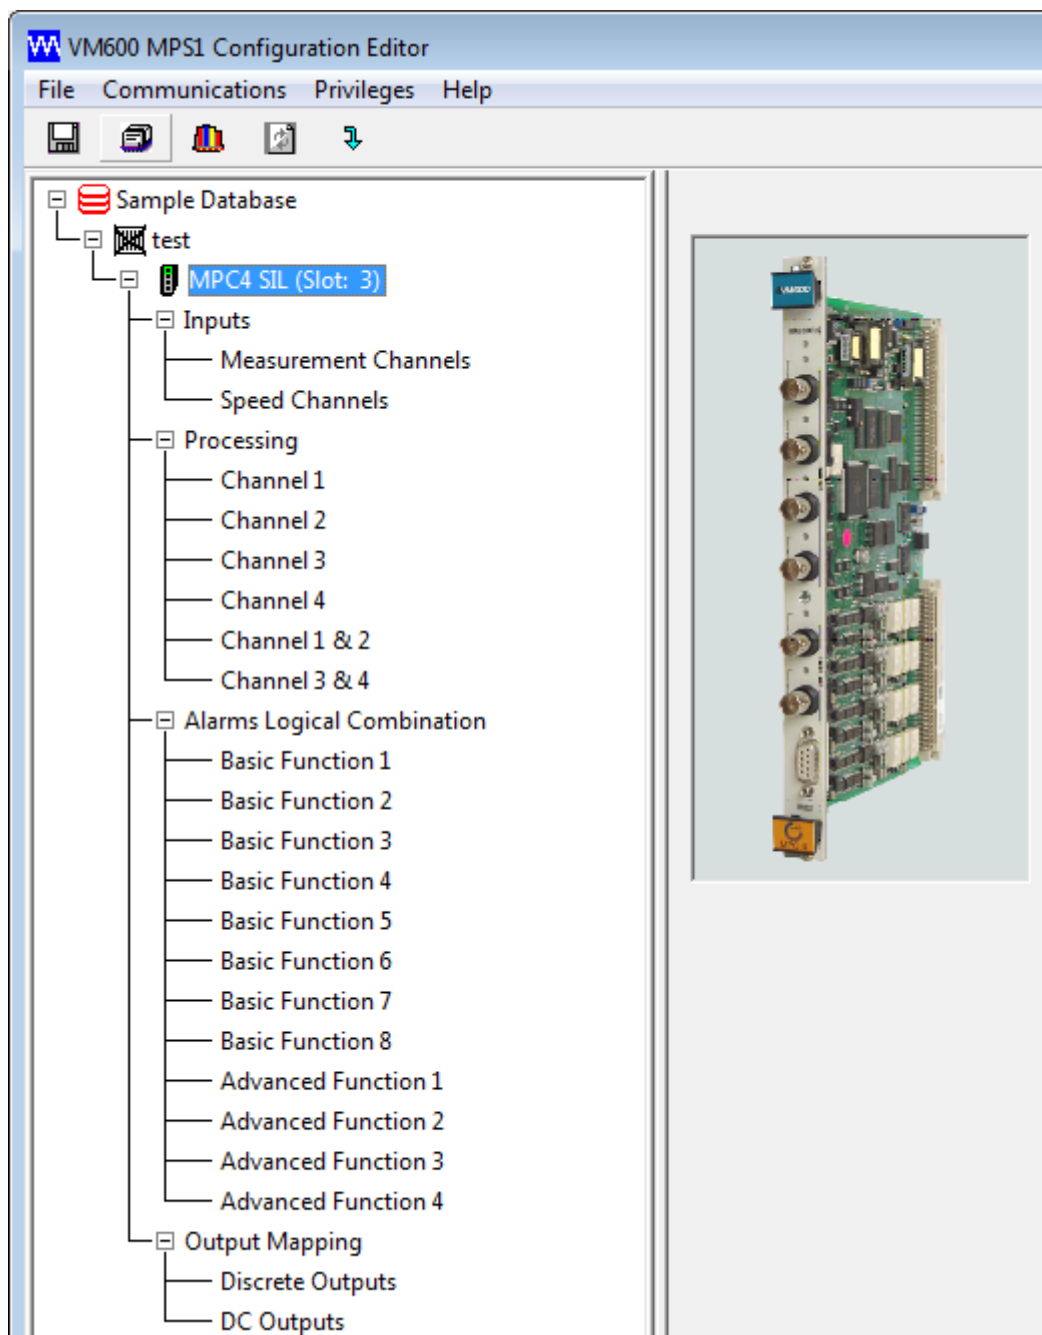 VM600 MPS1 Configuration Editor
File Communications Privileges Help
Sample Database
test
MPC4 SIL (Slot: 3)
Inputs
Measurement Channels
Speed Channels
Processing
Channel 1
Channel 2
Channel 3
Channel 4
Channel 1 & 2
Channel 3 & 4
Alarms Logical Combination
Basic Function 1
Basic Function 2
Basic Function 3
Basic Function 4
Basic Function 5
Basic Function 6
Basic Function 7
Basic Function 8
Advanced Function 1
Advanced Function 2
Advanced Function 3
Advanced Function 4
Output Mapping
Discrete Outputs
DC Outputs
VM600
MPC4